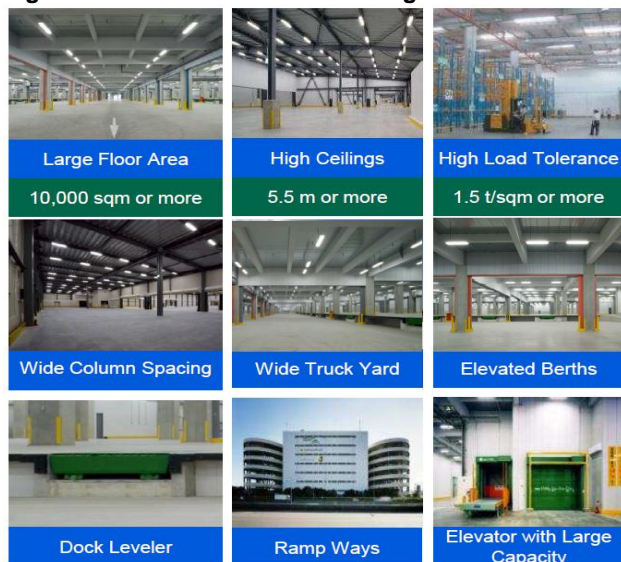 Large Floor Area
High Ceilings
High Load Tolerance
10,000 sqm or more
5.5 m or more
1.5 t/sqm or more
Wide Column Spacing
Wide Truck Yard
Elevated Berths
Dock Leveler
Ramp Ways
Elevator with Large
Capacity